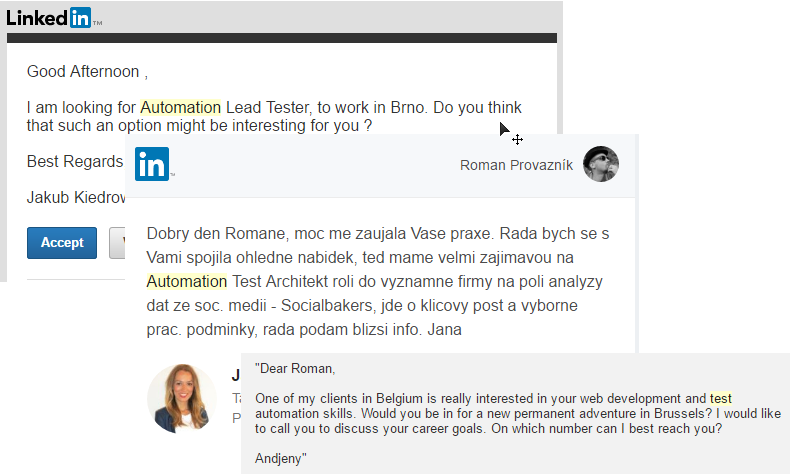 Linked in ™
Good Afternoon ,
I am looking for Automation Lead Tester, to work in Brno. Do you think
that such an option might be interesting for you ?
Best Regards
Jakub
Accept
in ™
Roman Provazník
Dobry den Romane, moc me zaujala Vase praxe. Rada bych se s
Vami spojila ohledne nabidek, ted mame velmi zajimavou na
Automation Test Architekt roli do vyznamne firmy na poli analyzy
dat ze soc. medii - Socialbakers, jde o klicovy post a vyborne
prac. podminky, rada podam blizsi info. Jana
"Dear Roman,
One of my clients in Belgium is really interested in your web development and test
automation skills. Would you be in for a new permanent adventure in Brussels? I would like
to call you to discuss your career goals. On which number can I best reach you?
Andjeny"